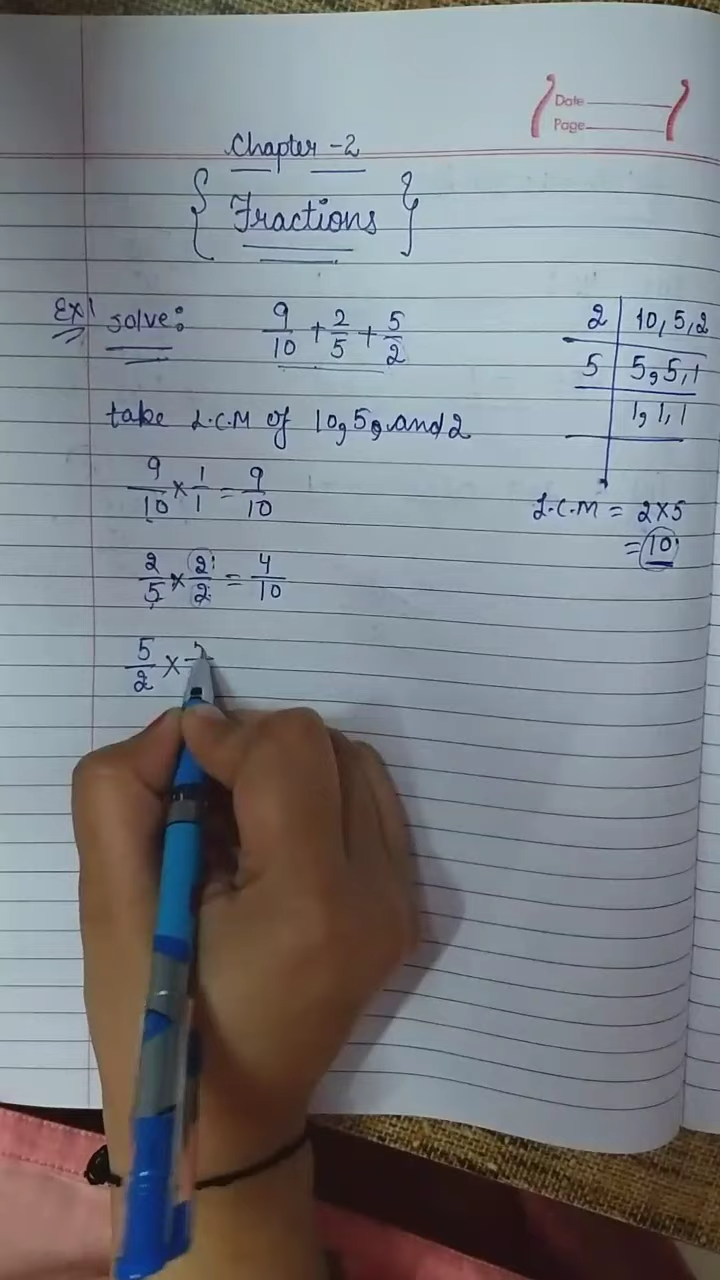 Date
Page
Chapter -2
{ Fractions }
Ex1 solve: 9/10 + 2/5 + 5/2
take L.C.M of 10, 5, and 2
9/10 × 1/1 = 9/10
2/5 × 2/2 = 4/10
5/2 ×
2 | 10, 5, 2
5 | 5, 5, 1
| 1, 1, 1
L.C.M = 2×5
= 10